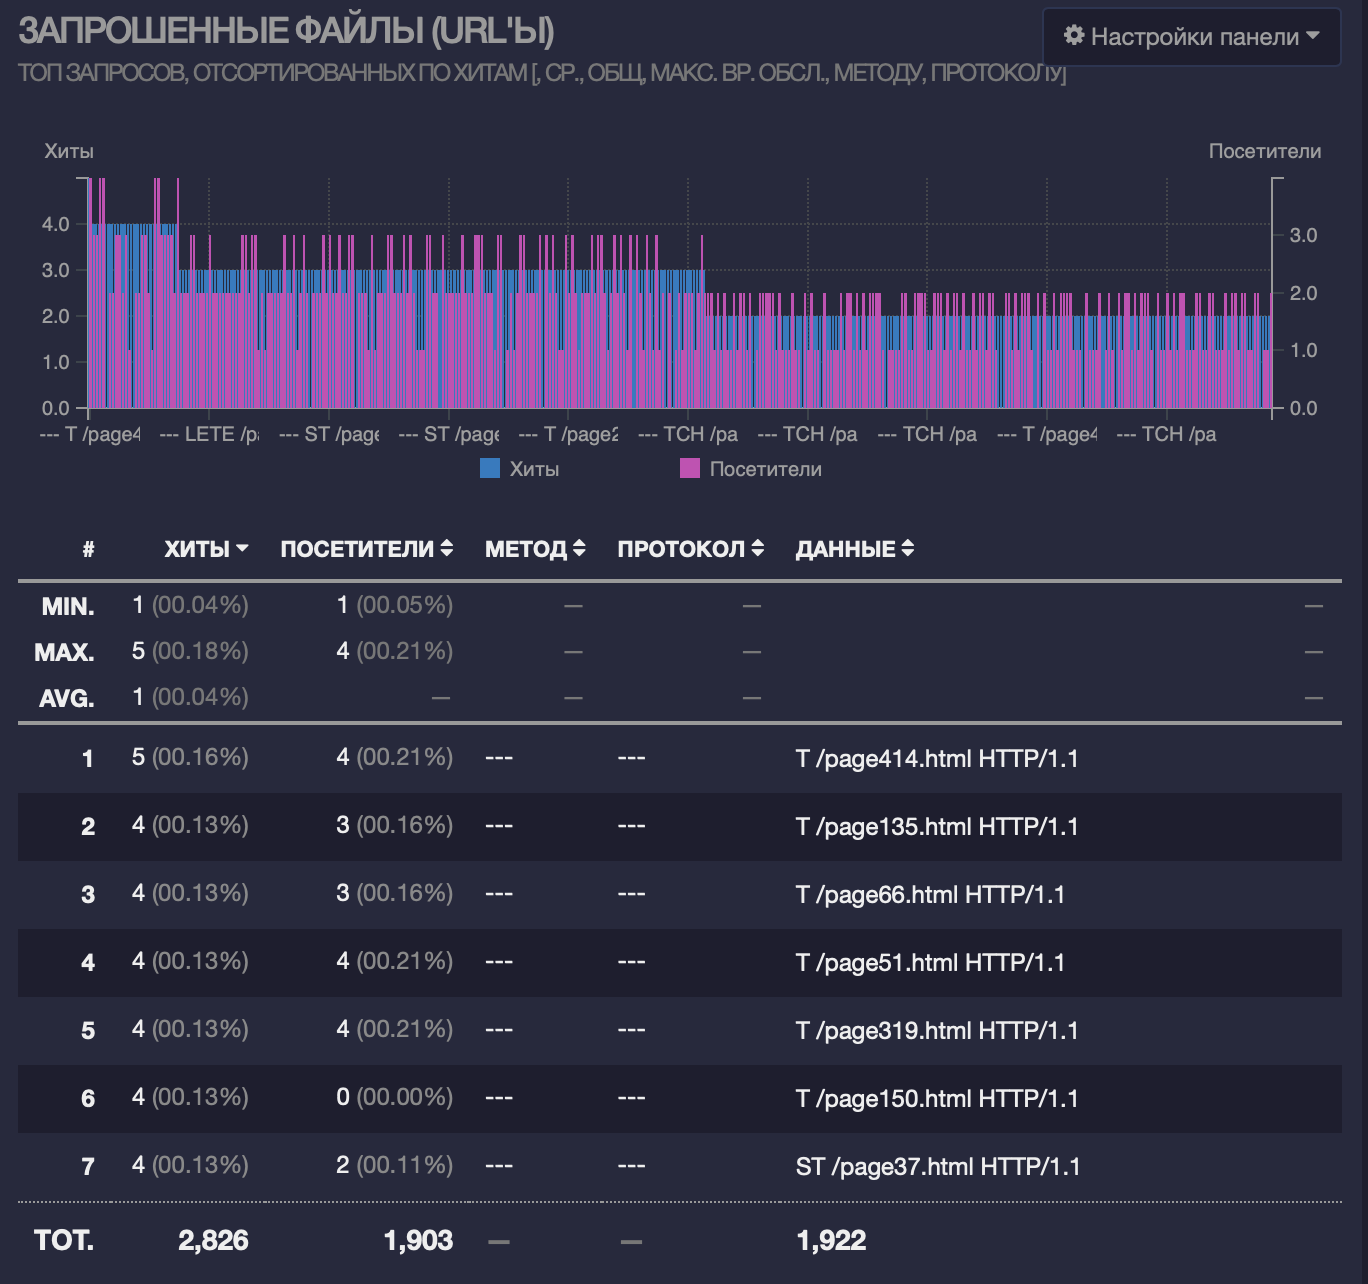 ЗАПРОШЕННЫЕ ФАЙЛЫ (URL'Ы)
Настройки панели
ТОП ЗАПРОСОВ, ОТСОРТИРОВАННЫХ ПО ХИТАМ [, СР., ОБЩ, МАКС. ВР. ОБСЛ., МЕТОДУ, ПРОТОКОЛУ]
Хиты Посетители
4.0 3.0
3.0 2.0
2.0 1.0
1.0
0.0 0.0
--- T /page4 --- LETE /pa --- ST /page --- ST /page --- T /page2 --- TCH /pa --- TCH /pa --- TCH /pa --- T /page4 --- TCH /pa
Хиты Посетители
# ХИТЫ ПОСЕТИТЕЛИ МЕТОД ПРОТОКОЛ ДАННЫЕ
MIN. 1 (00.04%) 1 (00.05%) — — —
MAX. 5 (00.18%) 4 (00.21%) — — —
AVG. 1 (00.04%) — — — —
1 5 (00.16%) 4 (00.21%) --- --- T /page414.html HTTP/1.1
2 4 (00.13%) 3 (00.16%) --- --- T /page135.html HTTP/1.1
3 4 (00.13%) 3 (00.16%) --- --- T /page66.html HTTP/1.1
4 4 (00.13%) 4 (00.21%) --- --- T /page51.html HTTP/1.1
5 4 (00.13%) 4 (00.21%) --- --- T /page319.html HTTP/1.1
6 4 (00.13%) 0 (00.00%) --- --- T /page150.html HTTP/1.1
7 4 (00.13%) 2 (00.11%) --- --- ST /page37.html HTTP/1.1
TOT. 2,826 1,903 — — 1,922